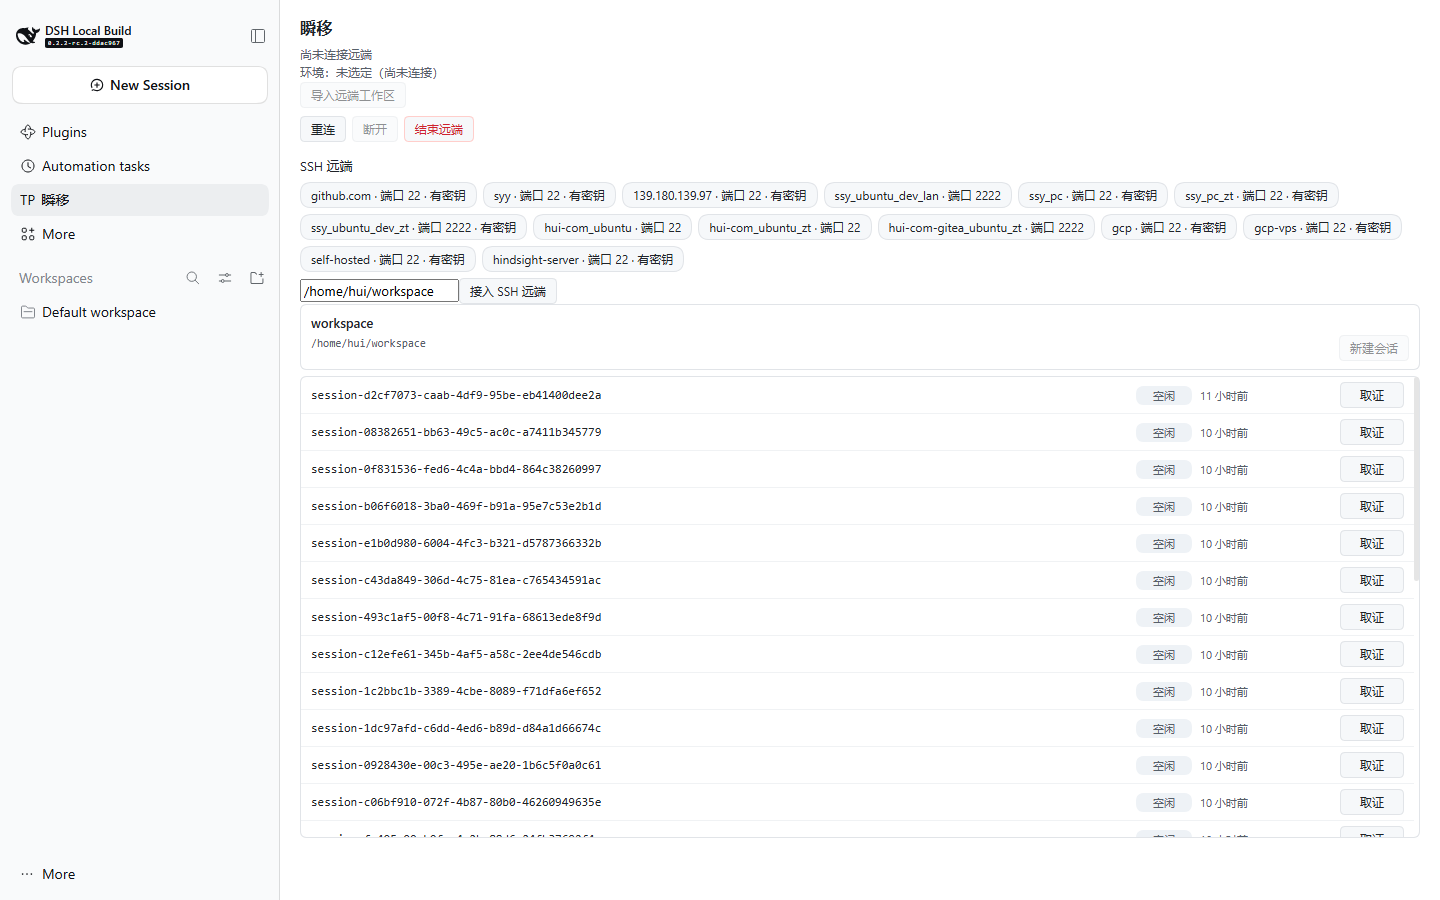 DSH Local Build
0.2.2-rc.2-ddac967
New Session
Plugins
Automation tasks
TP 瞬移
More
Workspaces
Default workspace
More
瞬移
尚未连接远端
环境：未选定（尚未连接）
导入远端工作区
重连 断开 结束远端
SSH 远端
github.com · 端口 22 · 有密钥 syy · 端口 22 · 有密钥 139.180.139.97 · 端口 22 · 有密钥 ssy_ubuntu_dev_lan · 端口 2222 ssy_pc · 端口 22 · 有密钥 ssy_pc_zt · 端口 22 · 有密钥
ssy_ubuntu_dev_zt · 端口 2222 · 有密钥 hui-com_ubuntu · 端口 22 hui-com_ubuntu_zt · 端口 22 hui-com-gitea_ubuntu_zt · 端口 2222 gcp · 端口 22 · 有密钥 gcp-vps · 端口 22 · 有密钥
self-hosted · 端口 22 · 有密钥 hindsight-server · 端口 22 · 有密钥
/home/hui/workspace 接入 SSH 远端
workspace
/home/hui/workspace
新建会话
session-d2cf7073-caab-4df9-95be-eb41400dee2a 空闲 11 小时前 取证
session-08382651-bb63-49c5-ac0c-a7411b345779 空闲 10 小时前 取证
session-0f831536-fed6-4c4a-bbd4-864c38260997 空闲 10 小时前 取证
session-b06f6018-3ba0-469f-b91a-95e7c53e2b1d 空闲 10 小时前 取证
session-e1b0d980-6004-4fc3-b321-d5787366332b 空闲 10 小时前 取证
session-c43da849-306d-4c75-81ea-c765434591ac 空闲 10 小时前 取证
session-493c1af5-00f8-4c71-91fa-68613ede8f9d 空闲 10 小时前 取证
session-c12efe61-345b-4af5-a58c-2ee4de546cdb 空闲 10 小时前 取证
session-1c2bbc1b-3389-4cbe-8089-f71dfa6ef652 空闲 10 小时前 取证
session-1dc97afd-c6dd-4ed6-b89d-d84a1d66674c 空闲 10 小时前 取证
session-0928430e-00c3-495e-ae20-1b6c5f0a0c61 空闲 10 小时前 取证
session-c06bf910-072f-4b87-80b0-46260949635e 空闲 10 小时前 取证